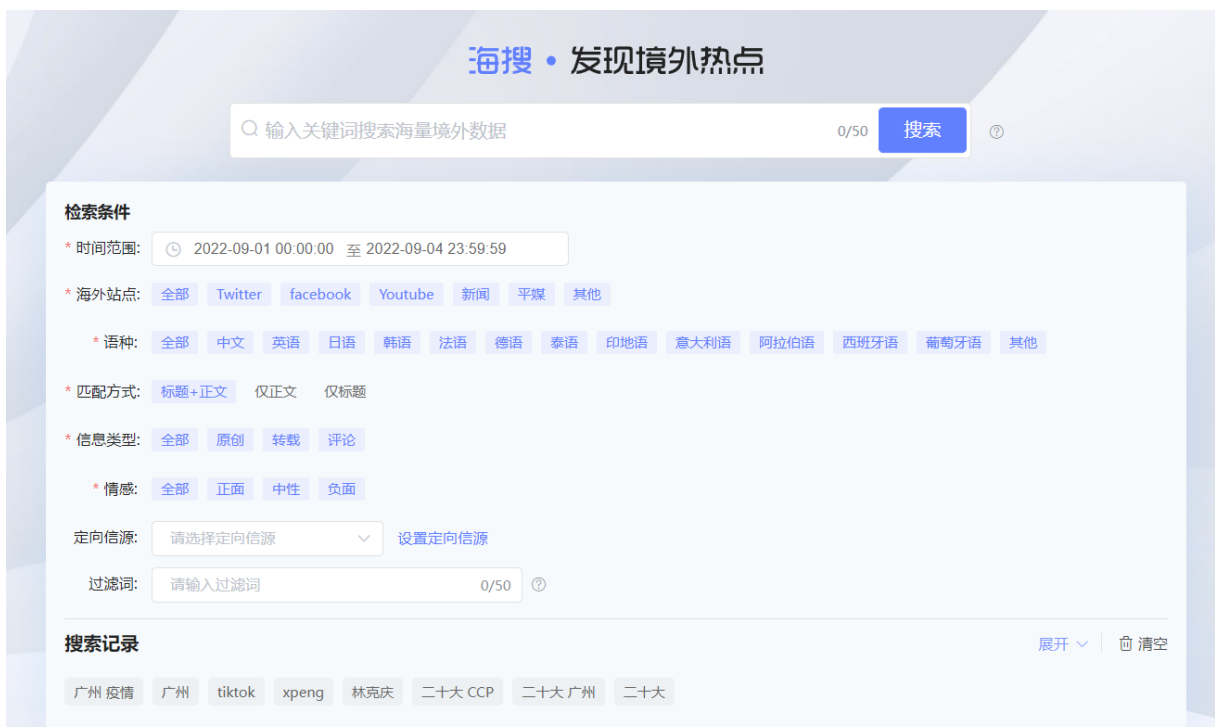 海搜·发现境外热点
输入关键词搜索海量境外数据 0/50 搜索
检索条件
* 时间范围: 2022-09-01 00:00:00 至 2022-09-04 23:59:59
* 海外站点: 全部 Twitter facebook Youtube 新闻 平媒 其他
* 语种: 全部 中文 英语 日语 韩语 法语 德语 泰语 印地语 意大利语 阿拉伯语 西班牙语 葡萄牙语 其他
* 匹配方式: 标题+正文 仅正文 仅标题
* 信息类型: 全部 原创 转载 评论
* 情感: 全部 正面 中性 负面
定向信源: 请选择定向信源 设置定向信源
过滤词: 请输入过滤词 0/50
搜索记录 展开 清空
广州 疫情 广州 tiktok xpeng 林克庆 二十大 CCP 二十大 广州 二十大